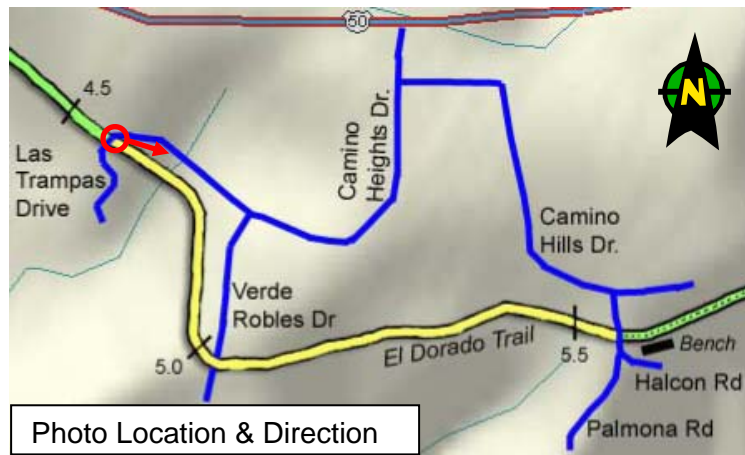 50
N
4.5
Las
Trampas
Drive
Camino
Heights Dr.
Camino
Hills Dr.
Verde
Robles Dr
5.0
El Dorado Trail
5.5
Bench
Halcon Rd
Palmona Rd
Photo Location & Direction